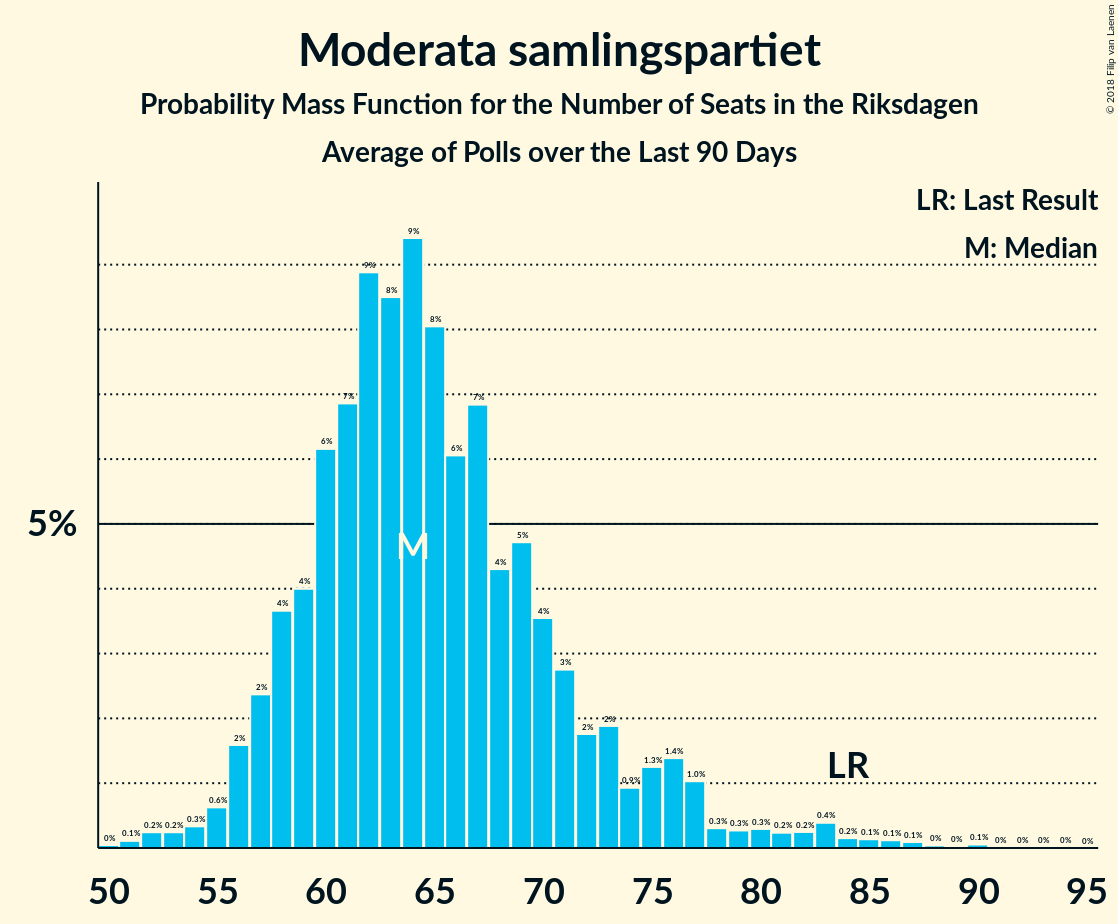 Moderata samlingspartiet
Probability Mass Function for the Number of Seats in the Riksdagen
Average of Polls over the Last 90 Days
© 2018 Filip van Laenen
LR: Last Result
M: Median
5%
0% 0.1% 0.2% 0.2% 0.3% 0.6% 2% 2% 4% 4% 6% 7% 9% 8% 9% 8% 6% 7% 4% 5% 4% 3% 2% 2% 0.9% 1.3% 1.4% 1.0% 0.3% 0.3% 0.3% 0.2% 0.2% 0.4% 0.2% 0.1% 0.1% 0.1% 0% 0% 0.1% 0% 0% 0% 0% 0%
M
LR
50 55 60 65 70 75 80 85 90 95